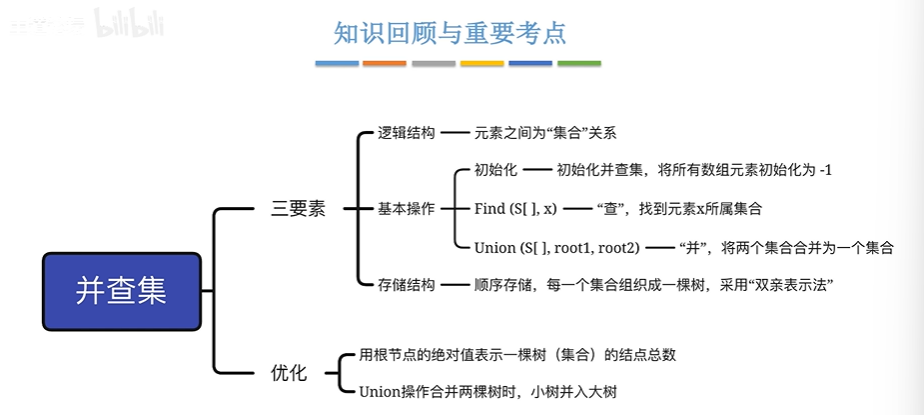 bilibili
知识回顾与重要考点
逻辑结构 元素之间为“集合”关系
初始化 初始化并查集，将所有数组元素初始化为 -1
三要素 基本操作 Find (S[ ], x) “查”，找到元素x所属集合
Union (S[ ], root1, root2) “并”，将两个集合合并为一个集合
并查集
存储结构 顺序存储，每一个集合组织成一棵树，采用“双亲表示法”
用根节点的绝对值表示一棵树（集合）的结点总数
优化
Union操作合并两棵树时，小树并入大树